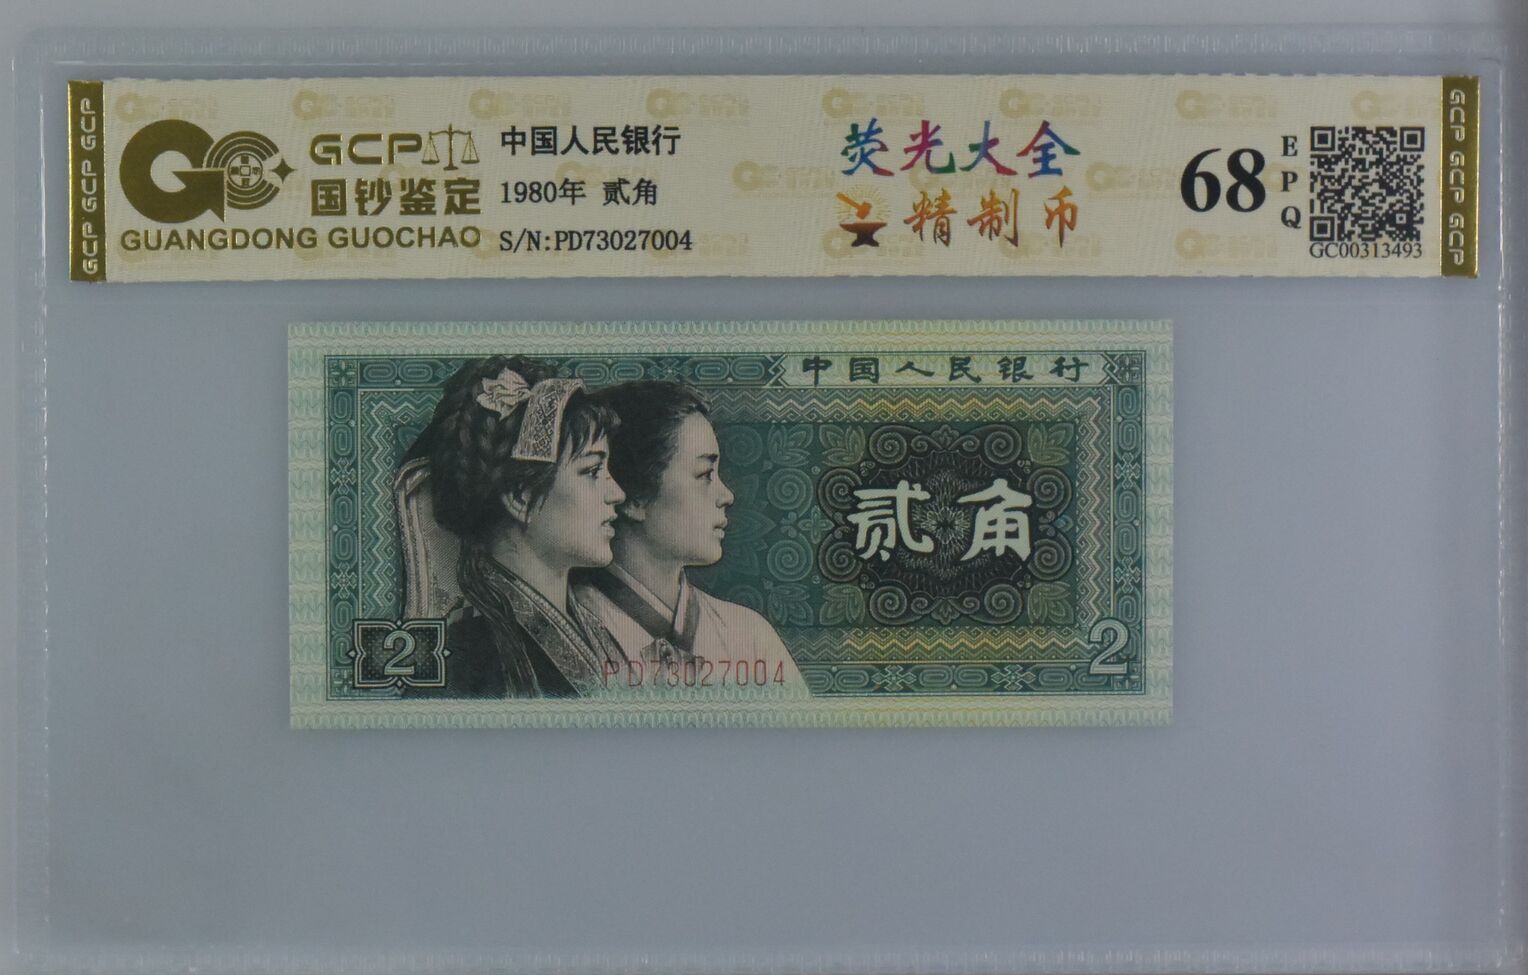 GCP GCP GCP
GCP
国钞鉴定
GUANGDONG GUOCHAO
中国人民银行
1980年 贰角
S/N:PD73027004
荧光大全
精制币
68
EPQ
GC00313493
GCP GCP GCP
中国人民银行
贰角
2
PD73027004
2